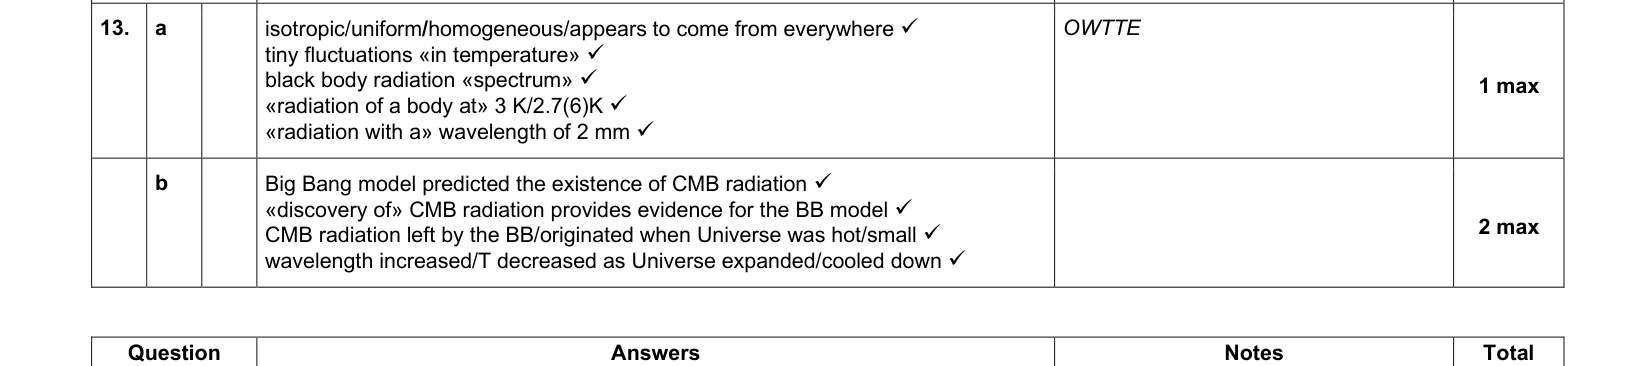 13. a isotropic/uniform/homogeneous/appears to come from everywhere ✓ OWTTE
tiny fluctuations «in temperature» ✓
black body radiation «spectrum» ✓
1 max
«radiation of a body at» 3 K/2.7(6)K ✓
«radiation with a» wavelength of 2 mm ✓
b Big Bang model predicted the existence of CMB radiation ✓
«discovery of» CMB radiation provides evidence for the BB model ✓
2 max
CMB radiation left by the BB/originated when Universe was hot/small ✓
wavelength increased/T decreased as Universe expanded/cooled down ✓
Question Answers Notes Total